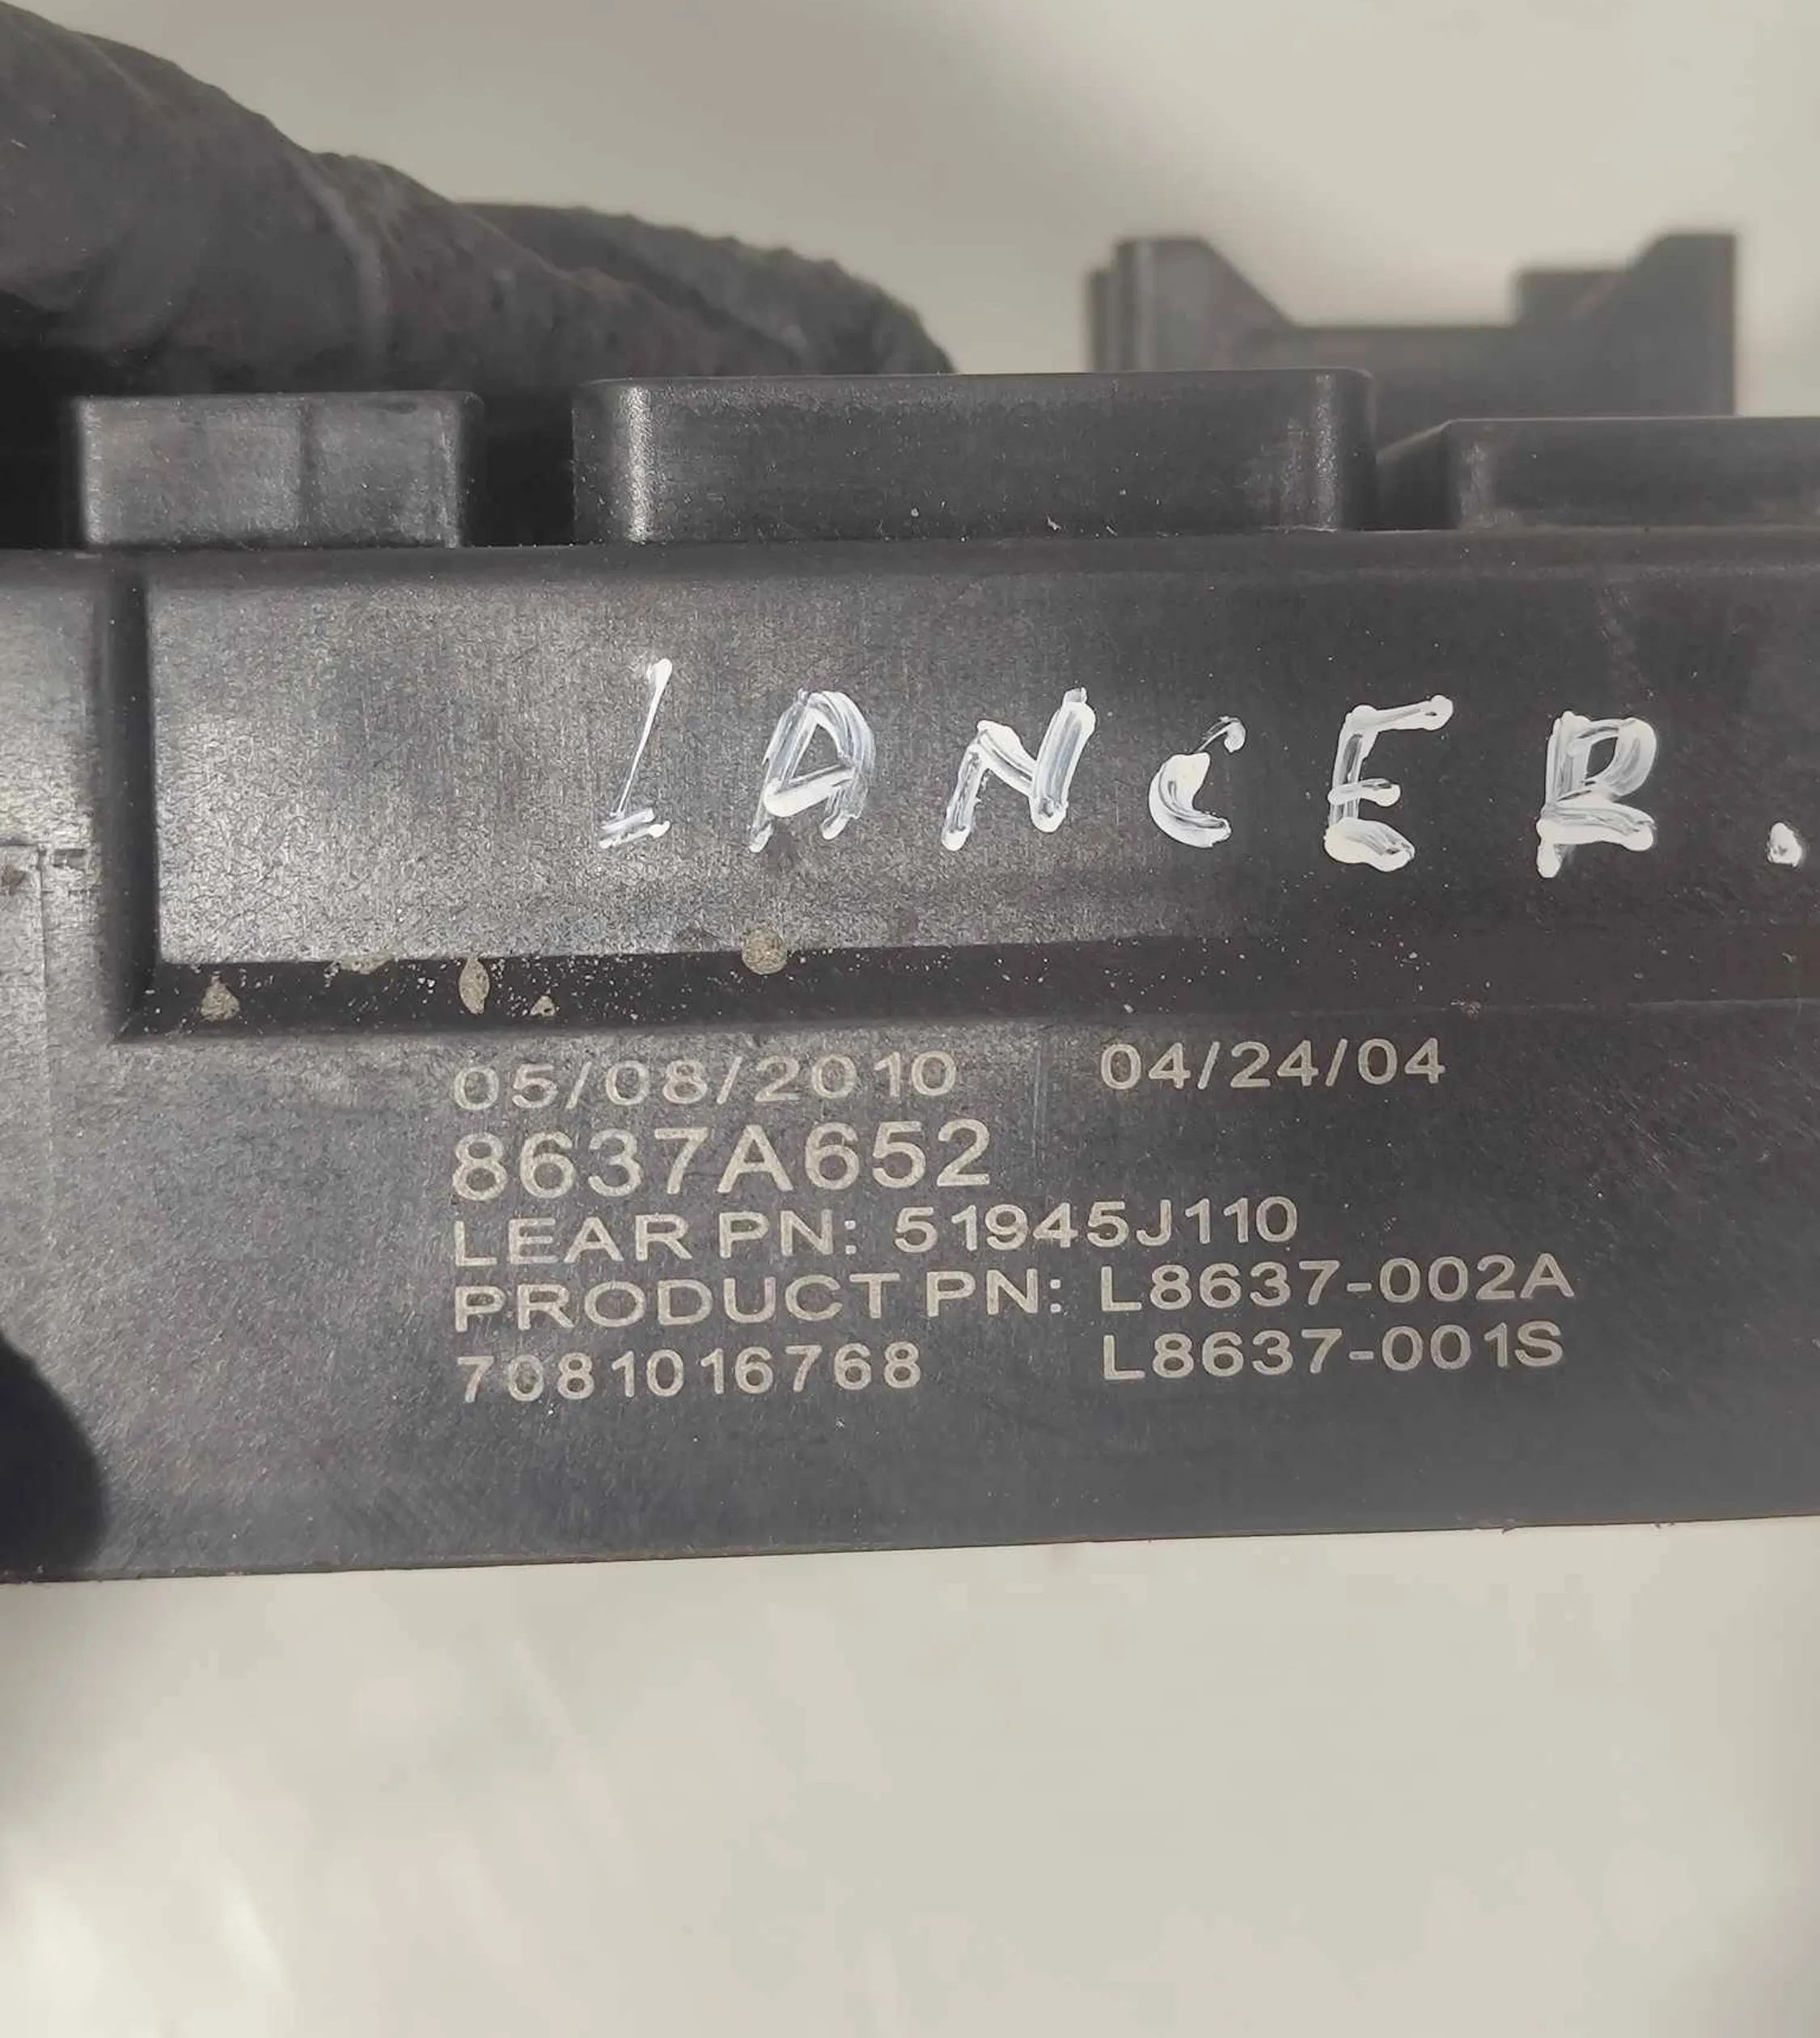 LANCER.
05/08/2010 04/24/04
8637A652
LEAR PN: 51945J110
PRODUCT PN: L8637-002A
7081016768 L8637-001S